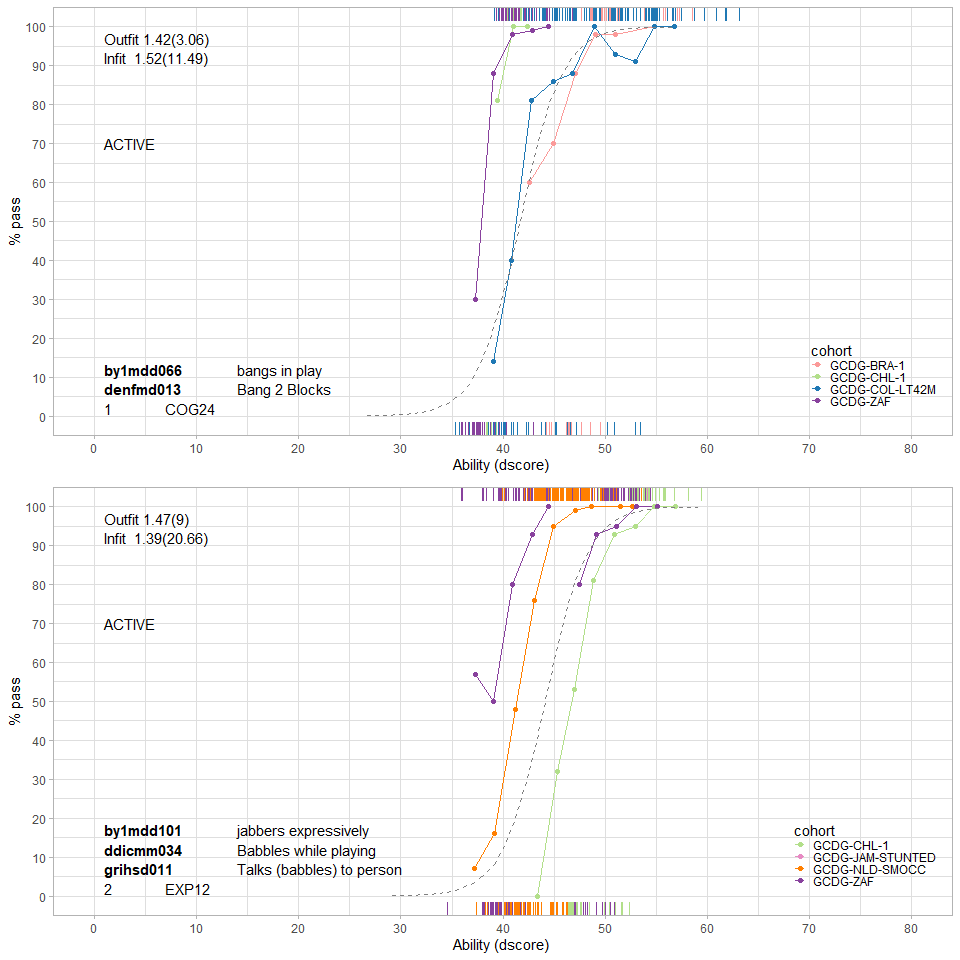 100
90
80
70
60
50
40
30
20
10
0
% pass
Outfit 1.42(3.06)
Infit 1.52(11.49)
ACTIVE
by1mdd066 bangs in play
denfmd013 Bang 2 Blocks
1 COG24
cohort
GCDG-BRA-1
GCDG-CHL-1
GCDG-COL-LT42M
GCDG-ZAF
0 10 20 30 40 50 60 70 80
Ability (dscore)
100
90
80
70
60
50
40
30
20
10
0
% pass
Outfit 1.47(9)
Infit 1.39(20.66)
ACTIVE
by1mdd101 jabbers expressively
ddicmm034 Babbles while playing
grihsd011 Talks (babbles) to person
2 EXP12
cohort
GCDG-CHL-1
GCDG-JAM-STUNTED
GCDG-NLD-SMOCC
GCDG-ZAF
0 10 20 30 40 50 60 70 80
Ability (dscore)